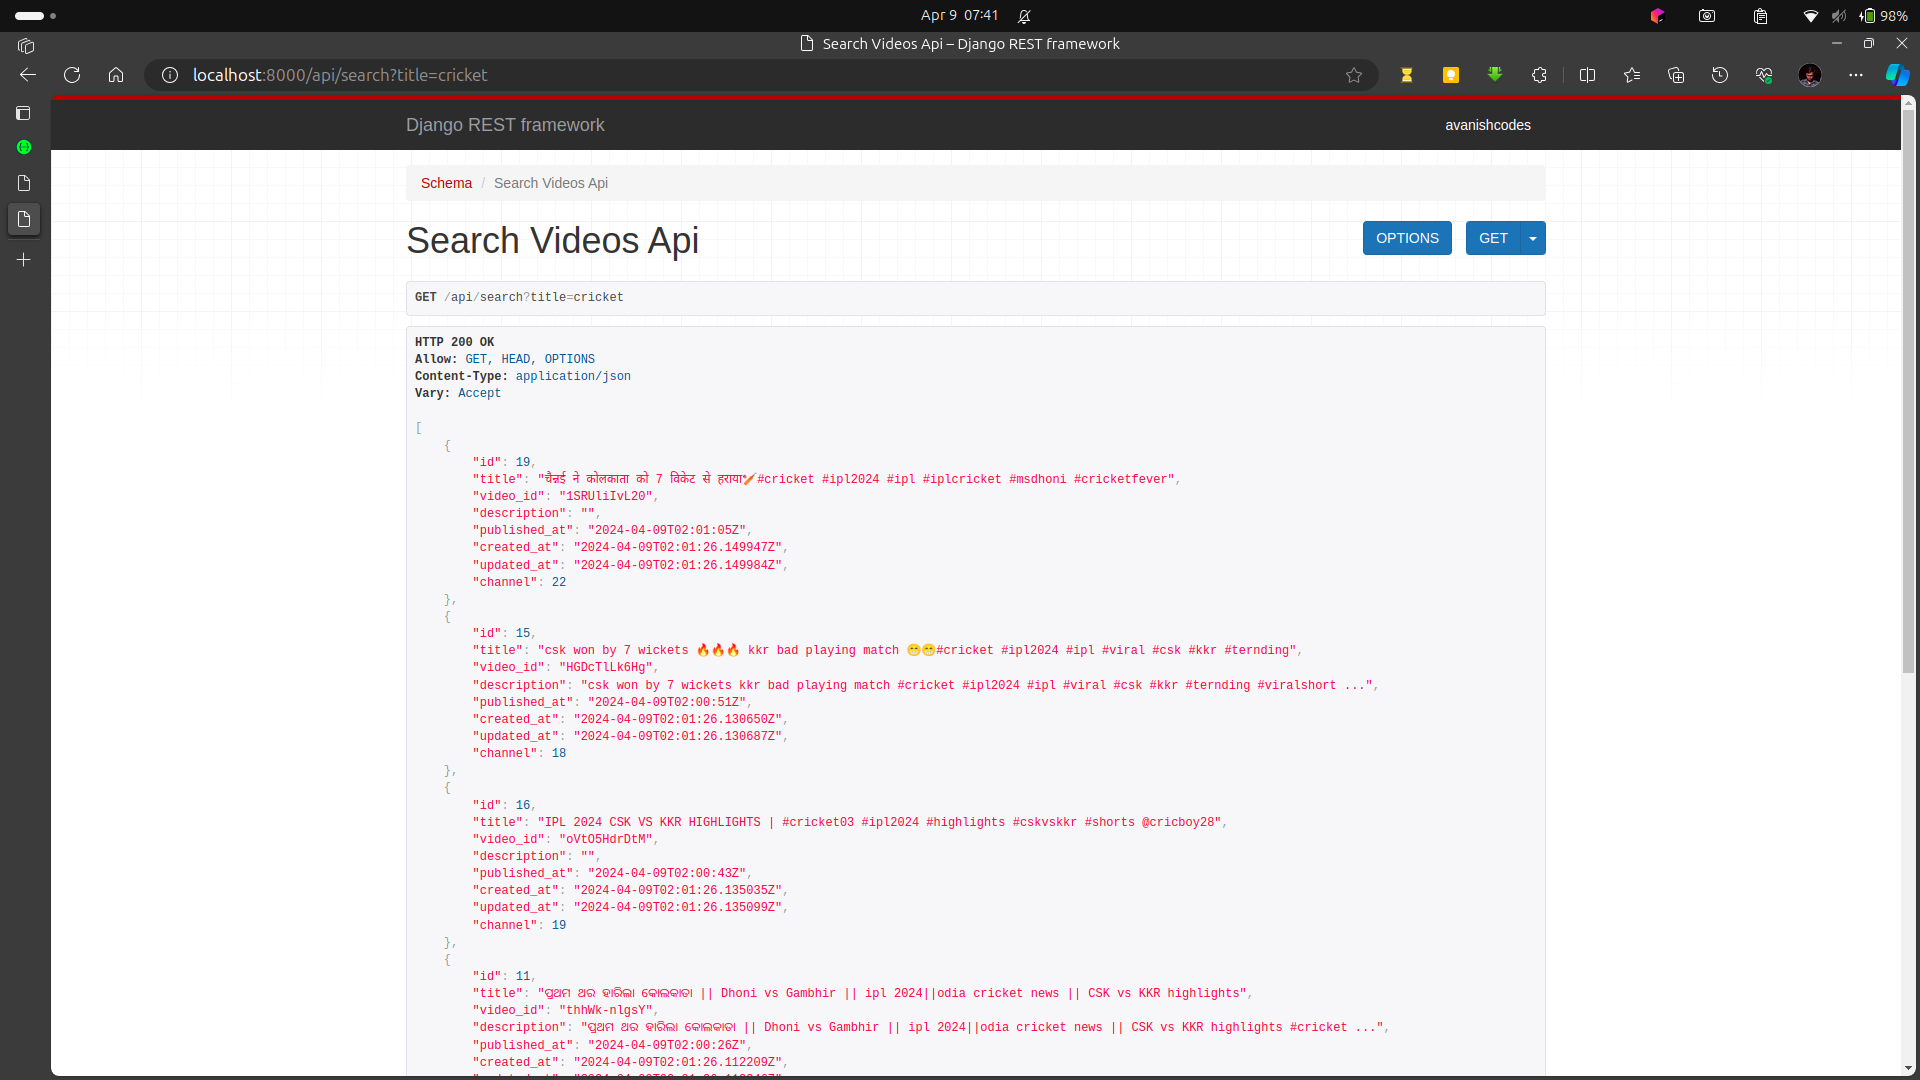 Apr 9 07:41
98%
Search Videos Api – Django REST framework
localhost:8000/api/search?title=cricket
Django REST framework
avanishcodes
Schema / Search Videos Api
Search Videos Api
OPTIONS
GET
GET /api/search?title=cricket
HTTP 200 OK
Allow: GET, HEAD, OPTIONS
Content-Type: application/json
Vary: Accept
[
{
"id": 19,
"title": "चैन्नई ने कोलकाता को 7 विकेट से हराया🏏#cricket #ipl2024 #ipl #iplcricket #msdhoni #cricketfever",
"video_id": "1SRUliIvL20",
"description": "",
"published_at": "2024-04-09T02:01:05Z",
"created_at": "2024-04-09T02:01:26.149947Z",
"updated_at": "2024-04-09T02:01:26.149984Z",
"channel": 22
},
{
"id": 15,
"title": "csk won by 7 wickets 🔥🔥🔥 kkr bad playing match 😁😁#cricket #ipl2024 #ipl #viral #csk #kkr #ternding",
"video_id": "HGDcTlLk6Hg",
"description": "csk won by 7 wickets kkr bad playing match #cricket #ipl2024 #ipl #viral #csk #kkr #ternding #viralshort ...",
"published_at": "2024-04-09T02:00:51Z",
"created_at": "2024-04-09T02:01:26.130650Z",
"updated_at": "2024-04-09T02:01:26.130687Z",
"channel": 18
},
{
"id": 16,
"title": "IPL 2024 CSK VS KKR HIGHLIGHTS | #cricket03 #ipl2024 #highlights #cskvskkr #shorts @cricboy28",
"video_id": "oVtO5HdrDtM",
"description": "",
"published_at": "2024-04-09T02:00:43Z",
"created_at": "2024-04-09T02:01:26.135035Z",
"updated_at": "2024-04-09T02:01:26.135099Z",
"channel": 19
},
{
"id": 11,
"title": "ପ୍ରଥମ ଥର ହାରିଲା କୋଲକାତା || Dhoni vs Gambhir || ipl 2024||odia cricket news || CSK vs KKR highlights",
"video_id": "thhWk-nlgsY",
"description": "ପ୍ରଥମ ଥର ହାରିଲା କୋଲକାତା || Dhoni vs Gambhir || ipl 2024||odia cricket news || CSK vs KKR highlights #cricket ...",
"published_at": "2024-04-09T02:00:26Z",
"created_at": "2024-04-09T02:01:26.112209Z",